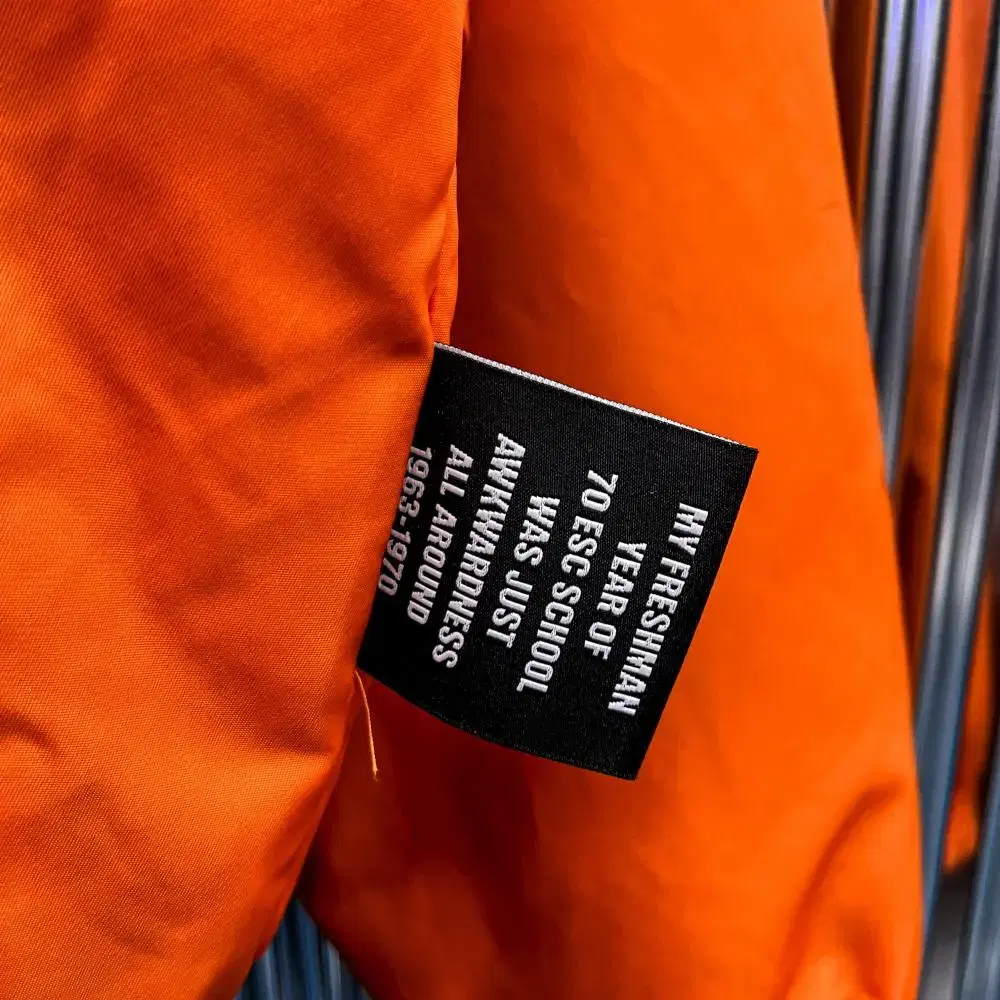 MY FRESHMAN
YEAR OF
70 ESC SCHOOL
WAS JUST
AWKWARDNESS
ALL AROUND
1963-1970